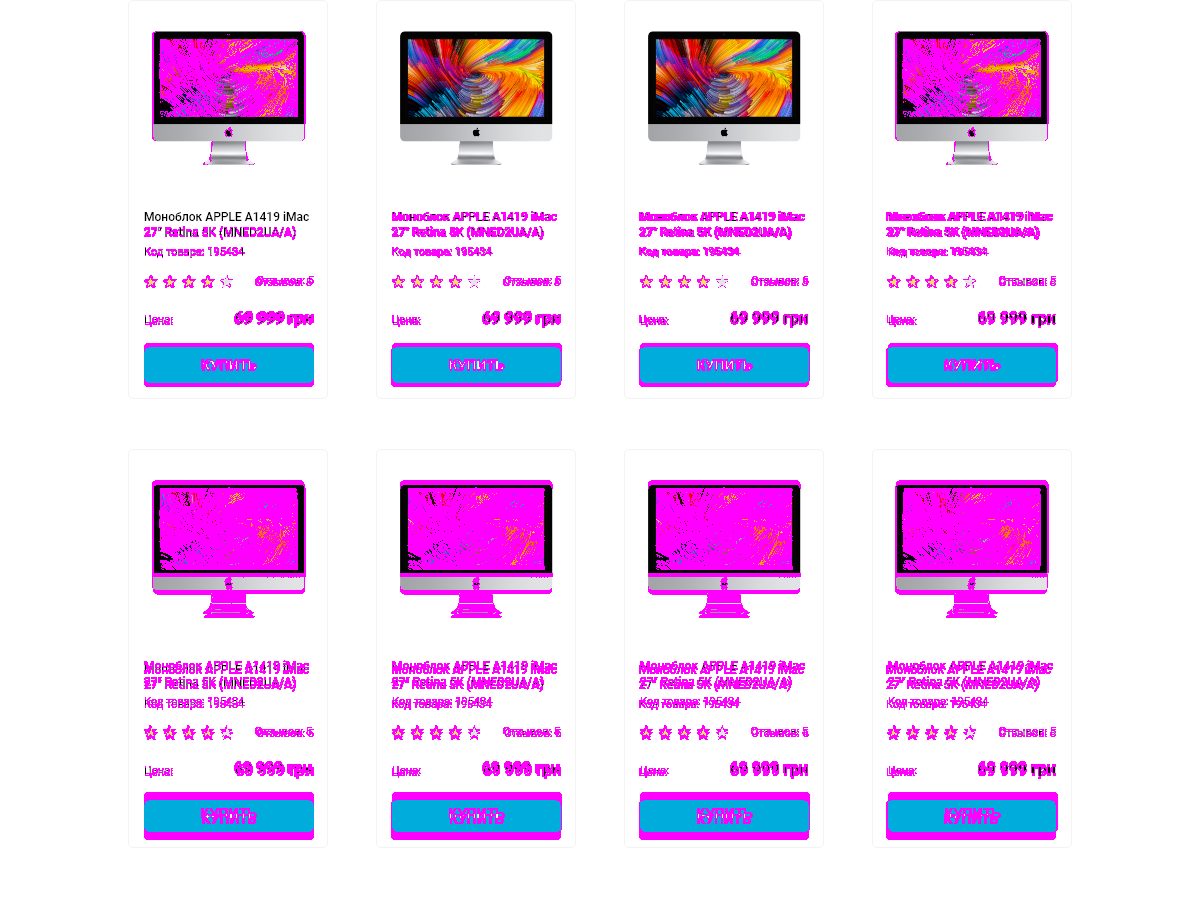 Моноблок APPLE A1419 iMac
27" Retina 5K (MNED2UA/A)
Код товара: 195434
Отзывов: 5
Цена:
69 999 грн
КУПИТЬ
Моноблок APPLE A1419 iMac
27" Retina 5K (MNED2UA/A)
Код товара: 195434
Отзывов: 5
Цена:
69 999 грн
КУПИТЬ
Моноблок APPLE A1419 iMac
27" Retina 5K (MNED2UA/A)
Код товара: 195434
Отзывов: 5
Цена:
69 999 грн
КУПИТЬ
Моноблок APPLE A1419 iMac
27" Retina 5K (MNED2UA/A)
Код товара: 195434
Отзывов: 5
Цена:
69 999 грн
КУПИТЬ
Моноблок APPLE A1419 iMac
27" Retina 5K (MNED2UA/A)
Код товара: 195434
Отзывов: 5
Цена:
69 999 грн
КУПИТЬ
Моноблок APPLE A1419 iMac
27" Retina 5K (MNED2UA/A)
Код товара: 195434
Отзывов: 5
Цена:
69 999 грн
КУПИТЬ
Моноблок APPLE A1419 iMac
27" Retina 5K (MNED2UA/A)
Код товара: 195434
Отзывов: 5
Цена:
69 999 грн
КУПИТЬ
Моноблок APPLE A1419 iMac
27" Retina 5K (MNED2UA/A)
Код товара: 195434
Отзывов: 5
Цена:
69 999 грн
КУПИТЬ